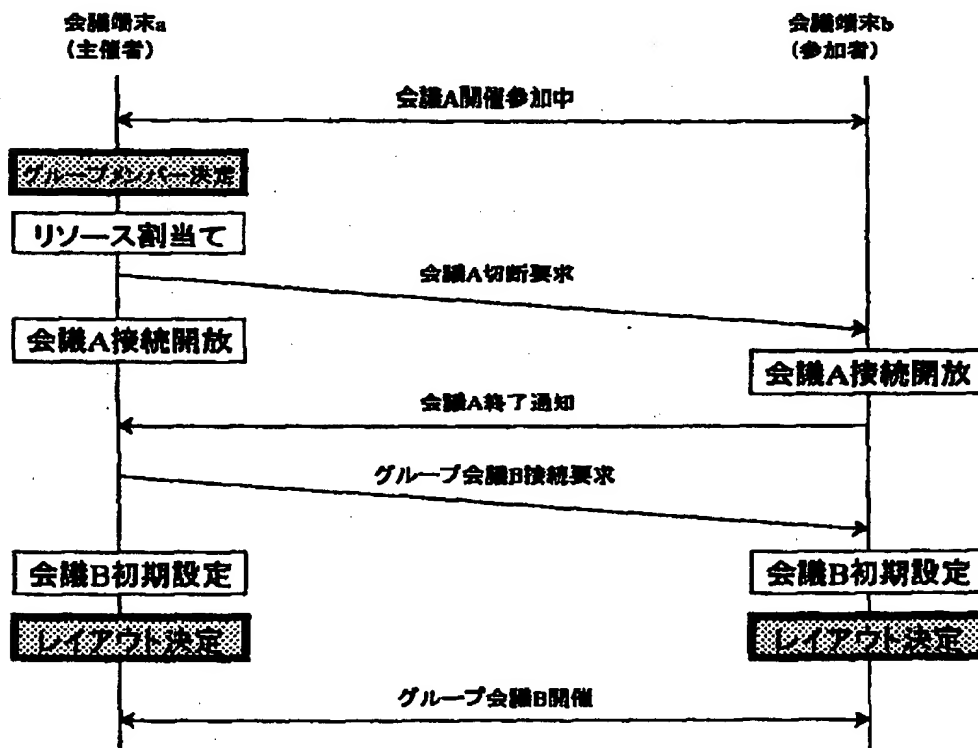 会議端末a
(主催者)
会議端末b
(参加者)
会議A開催参加中
グループメンバー決定
リソース割当て
会議A切断要求
会議A接続開放
会議A接続開放
会議A終了通知
グループ会議B接続要求
会議B初期設定
会議B初期設定
レイアウト決定
レイアウト決定
グループ会議B開催